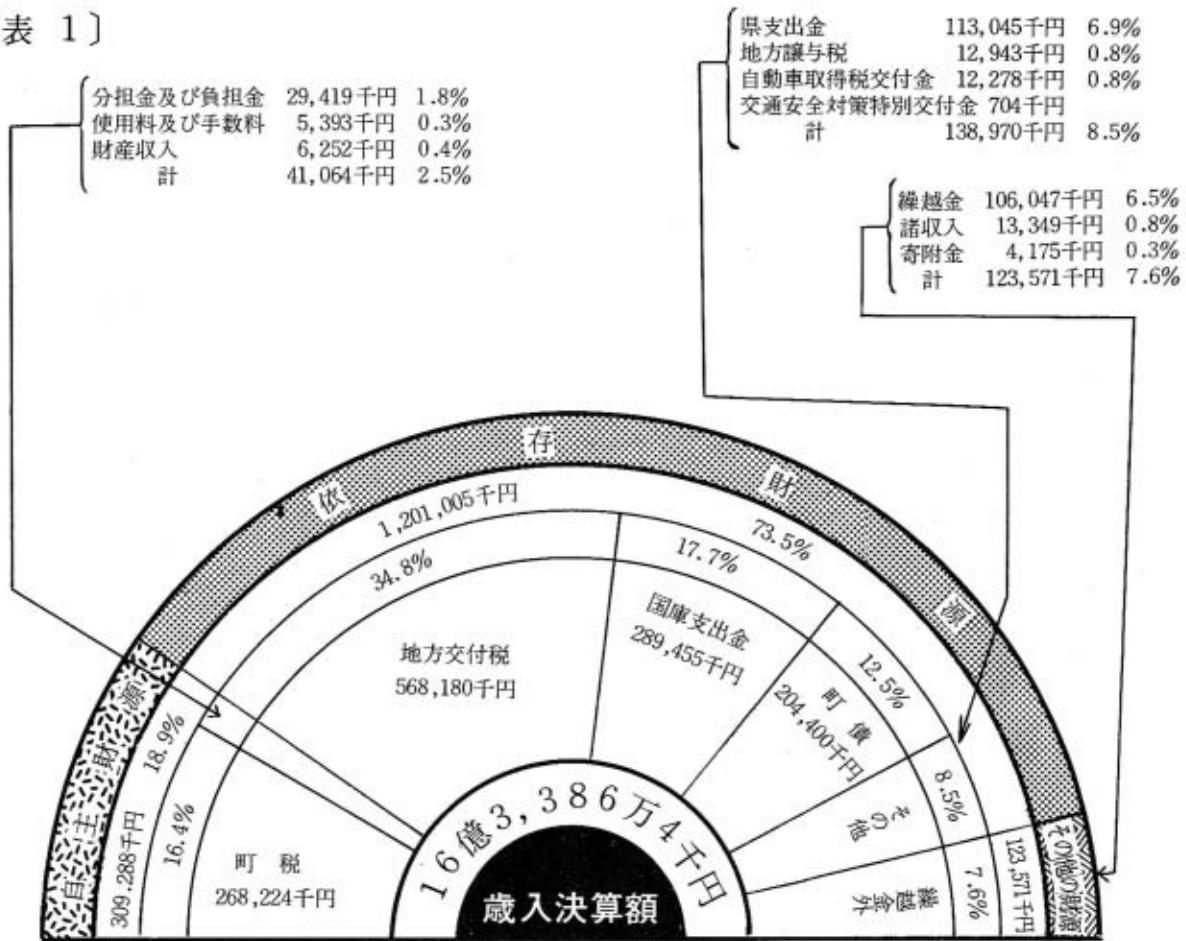 表 1〕
分担金及び負担金 29,419千円 1.8%
使用料及び手数料 5,393千円 0.3%
財産収入 6,252千円 0.4%
計 41,064千円 2.5%
県支出金 113,045千円 6.9%
地方譲与税 12,943千円 0.8%
自動車取得税交付金 12,278千円 0.8%
交通安全対策特別交付金 704千円
計 138,970千円 8.5%
繰越金 106,047千円 6.5%
諸収入 13,349千円 0.8%
寄附金 4,175千円 0.3%
計 123,571千円 7.6%
依存財源
1,201,005千円 73.5%
自主財源
309.288千円 18.9%
その他の財源
123,571千円
34.8%
地方交付税
568,180千円
17.7%
国庫支出金
289,455千円
12.5%
町債
204,400千円
8.5%
その他
7.6%
繰越金外
16.4%
町税
268,224千円
16億3,386万4千円
歳入決算額